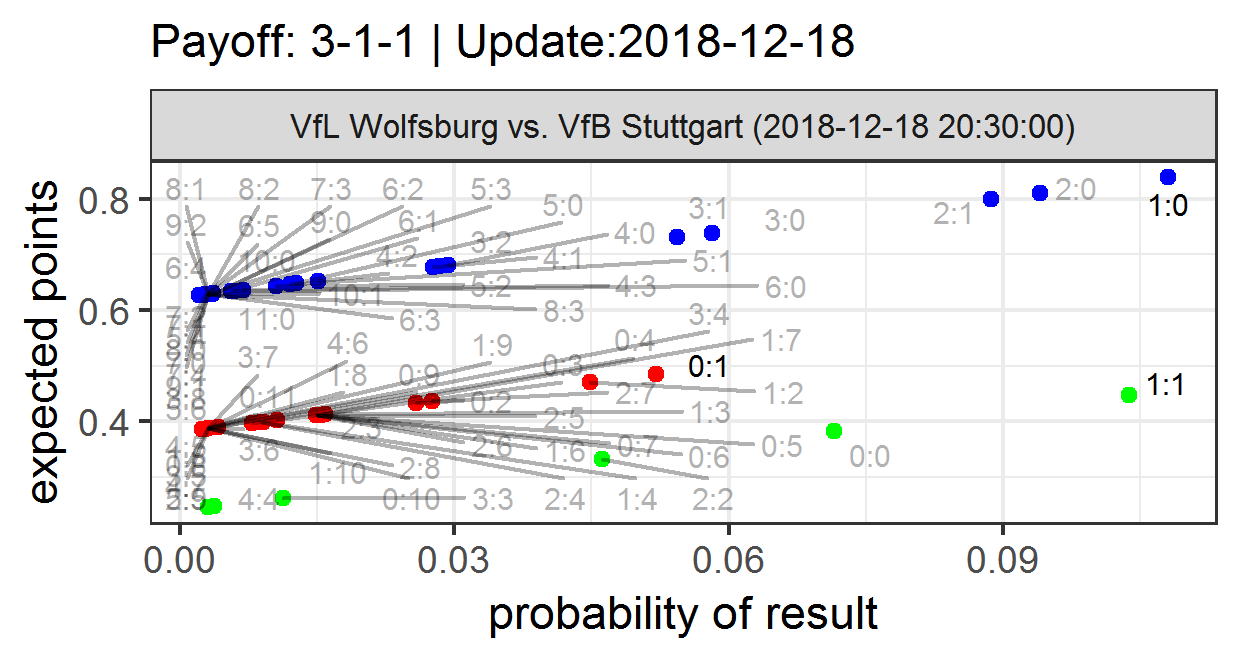 Payoff: 3-1-1 | Update:2018-12-18
VfL Wolfsburg vs. VfB Stuttgart (2018-12-18 20:30:00)
8:1 8:2 7:3 6:2 5:3 2:0
9:2 6:5 9:0 6:1 5:0 3:1 3:0 2:1 1:0
3:2 4:0
6:4 10:0 4:2 4:1 5:1
10:1 5:2 4:3 6:0
11:0 6:3 8:3 3:4
3:7 4:6 1:9 0:4 1:7
1:8 0:9 0:3 0:1 1:1
0:11 0:2 2:7 1:2
2:3 2:5 1:3
3:6 2:6 1:6 0:7 0:5
1:10 2:8 0:6 0:0
4:4 0:10 3:3 2:4 1:4 2:2
0.8
0.6
0.4
expected points
0.00 0.03 0.06 0.09
probability of result